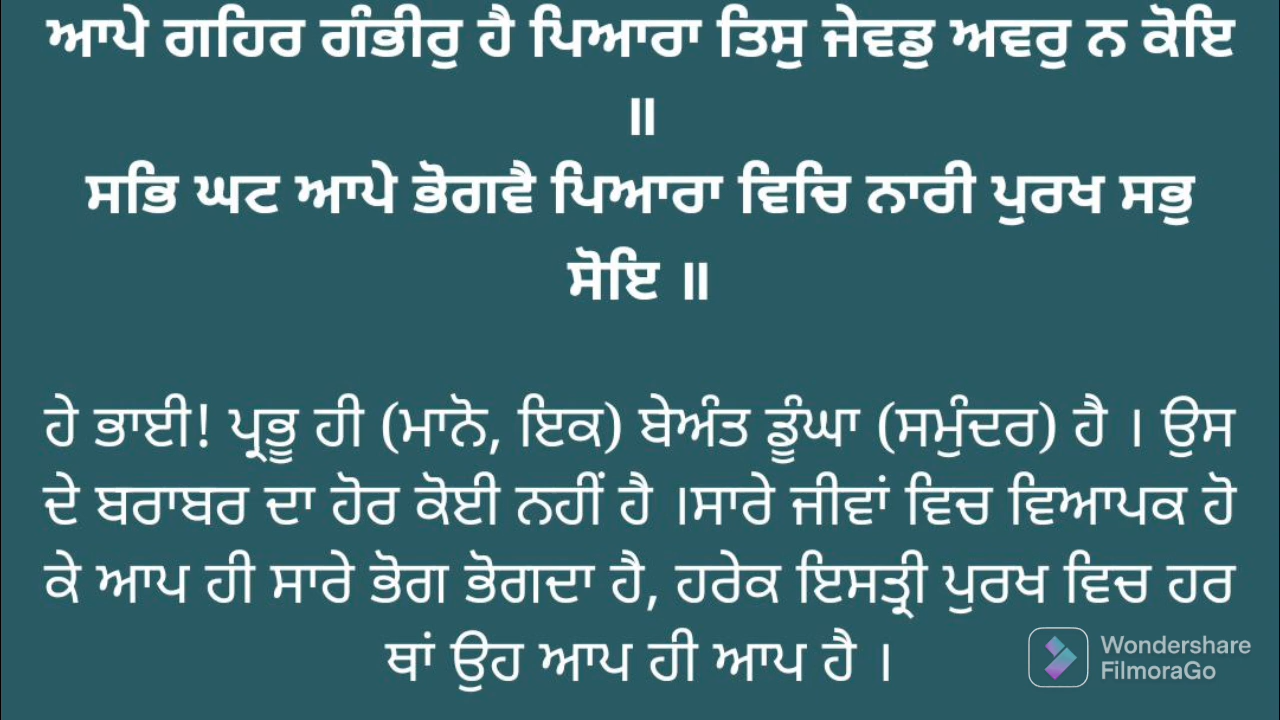 ਆਪੇ ਗਹਿਰ ਗੰਭੀਰੁ ਹੈ ਪਿਆਰਾ ਤਿਸੁ ਜੇਵਡੁ ਅਵਰੁ ਨ ਕੋਇ
॥
ਸਭਿ ਘਟ ਆਪੇ ਭੋਗਵੈ ਪਿਆਰਾ ਵਿਚਿ ਨਾਰੀ ਪੁਰਖ ਸਭੁ
ਸੋਇ ॥
ਹੇ ਭਾਈ! ਪ੍ਰਭੂ ਹੀ (ਮਾਨੋ, ਇਕ) ਬੇਅੰਤ ਡੂੰਘਾ (ਸਮੁੰਦਰ) ਹੈ । ਉਸ
ਦੇ ਬਰਾਬਰ ਦਾ ਹੋਰ ਕੋਈ ਨਹੀਂ ਹੈ ।ਸਾਰੇ ਜੀਵਾਂ ਵਿਚ ਵਿਆਪਕ ਹੋ
ਕੇ ਆਪ ਹੀ ਸਾਰੇ ਭੋਗ ਭੋਗਦਾ ਹੈ, ਹਰੇਕ ਇਸਤ੍ਰੀ ਪੁਰਖ ਵਿਚ ਹਰ
ਥਾਂ ਉਹ ਆਪ ਹੀ ਆਪ ਹੈ ।
Wondershare
FilmoraGo